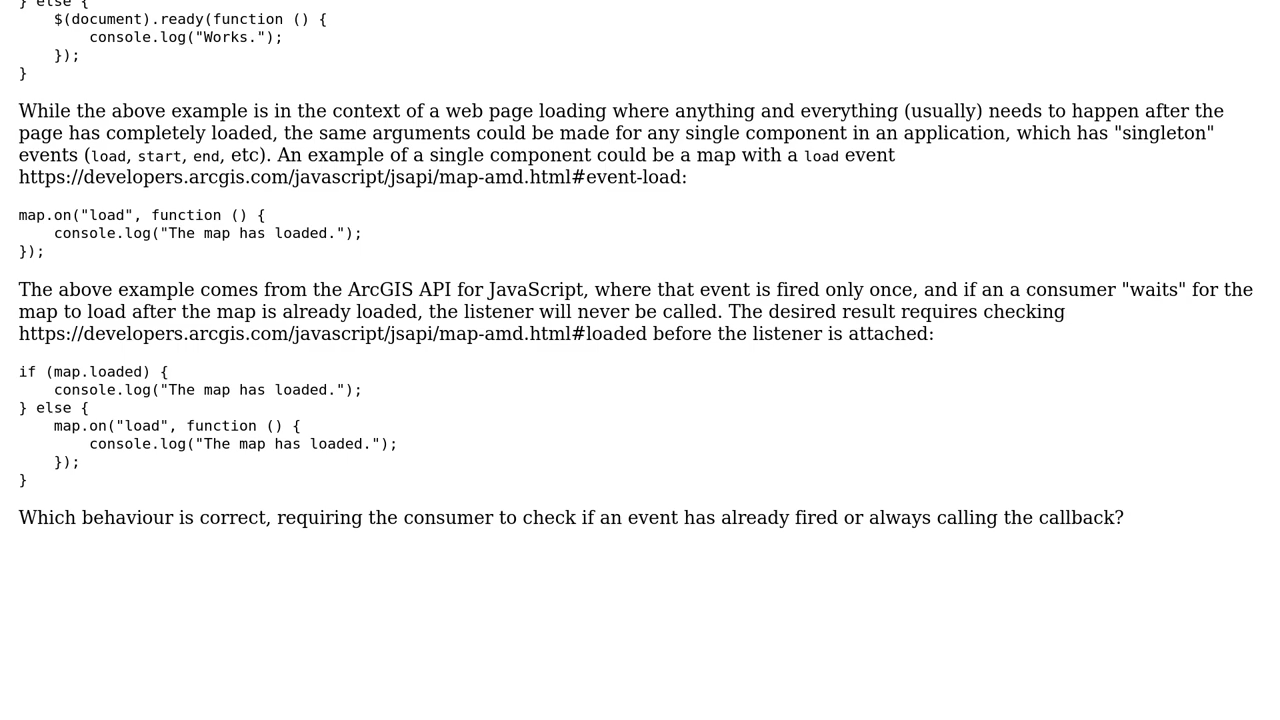 } else {
    $(document).ready(function () {
        console.log("Works.");
    });
}
While the above example is in the context of a web page loading where anything and everything (usually) needs to happen after the
page has completely loaded, the same arguments could be made for any single component in an application, which has "singleton"
events (load, start, end, etc). An example of a single component could be a map with a load event
https://developers.arcgis.com/javascript/jsapi/map-amd.html#event-load:
map.on("load", function () {
    console.log("The map has loaded.");
});
The above example comes from the ArcGIS API for JavaScript, where that event is fired only once, and if an a consumer "waits" for the
map to load after the map is already loaded, the listener will never be called. The desired result requires checking
https://developers.arcgis.com/javascript/jsapi/map-amd.html#loaded before the listener is attached:
if (map.loaded) {
    console.log("The map has loaded.");
} else {
    map.on("load", function () {
        console.log("The map has loaded.");
    });
}
Which behaviour is correct, requiring the consumer to check if an event has already fired or always calling the callback?